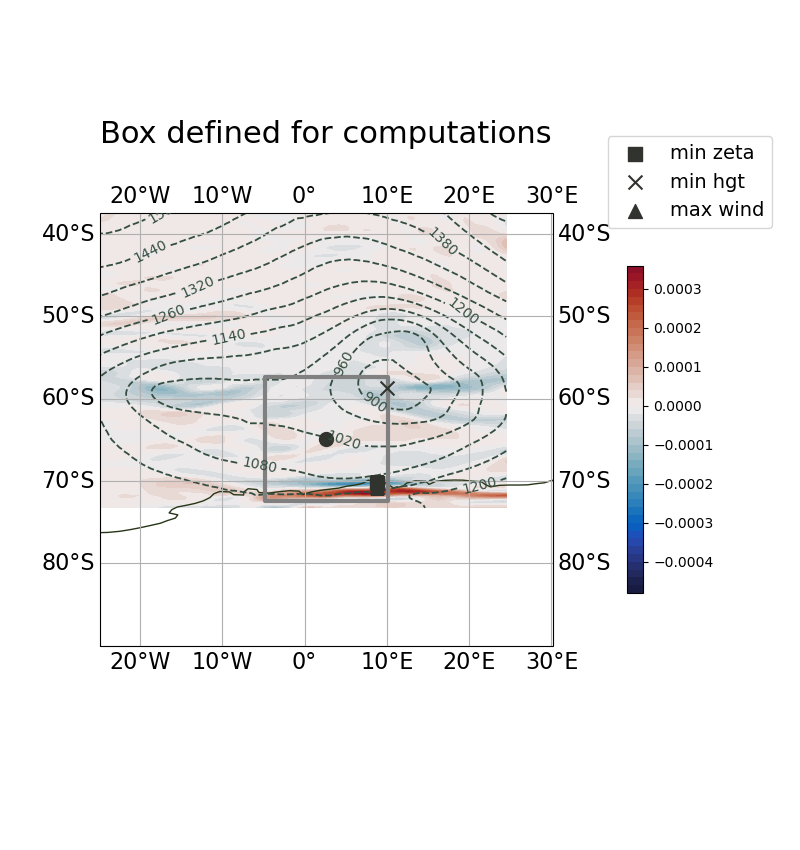 Box defined for computations
min zeta
min hgt
max wind
20°W 10°W 0° 10°E 20°E 30°E
40°S 40°S
50°S 50°S
60°S 60°S
70°S 70°S
80°S 80°S
20°W 10°W 0° 10°E 20°E 30°E
1440
1380
1320
1260
1200
1140
960
900
1020
1080
1200
0.0003
0.0002
0.0001
0.0000
−0.0001
−0.0002
−0.0003
−0.0004